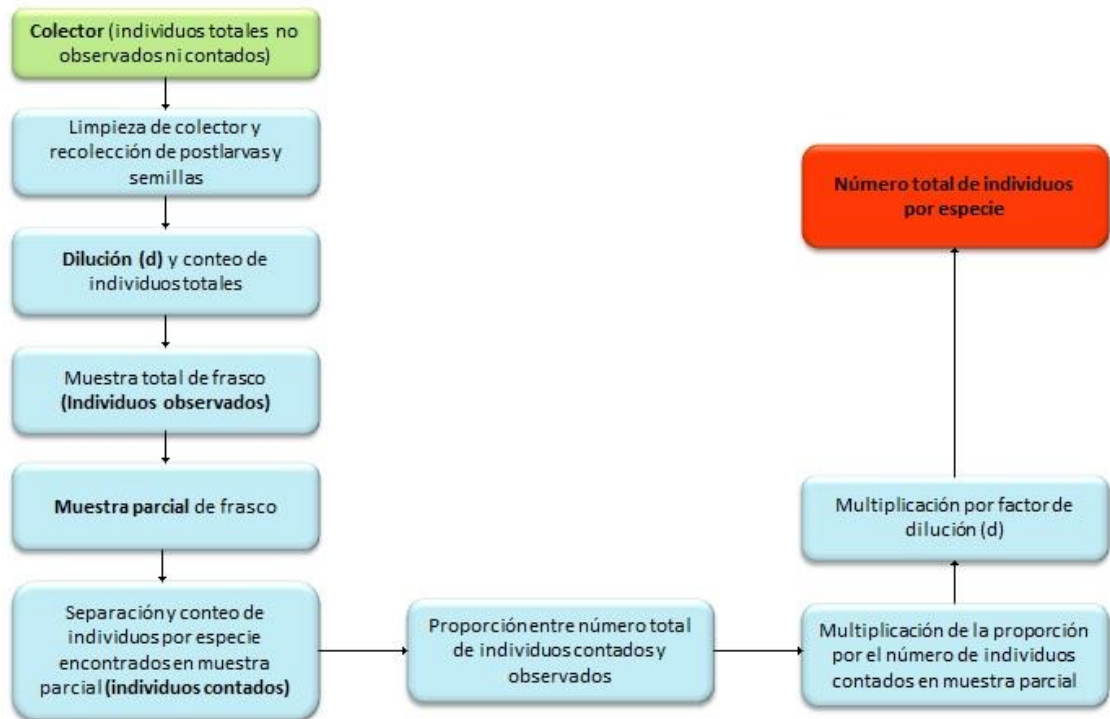 Colector (individuos totales no
observados ni contados)
Limpieza de colector y
recolección de postlarvas y
semillas
Dilución (d) y conteo de
individuos totales
Muestra total de frasco
(Individuos observados)
Muestra parcial de frasco
Separación y conteo de
individuos por especie
encontrados en muestra
parcial (individuos contados)
Proporción entre número total
de individuos contados y
observados
Multiplicación de la proporción
por el número de individuos
contados en muestra parcial
Multiplicación por factor de
dilución (d)
Número total de individuos
por especie